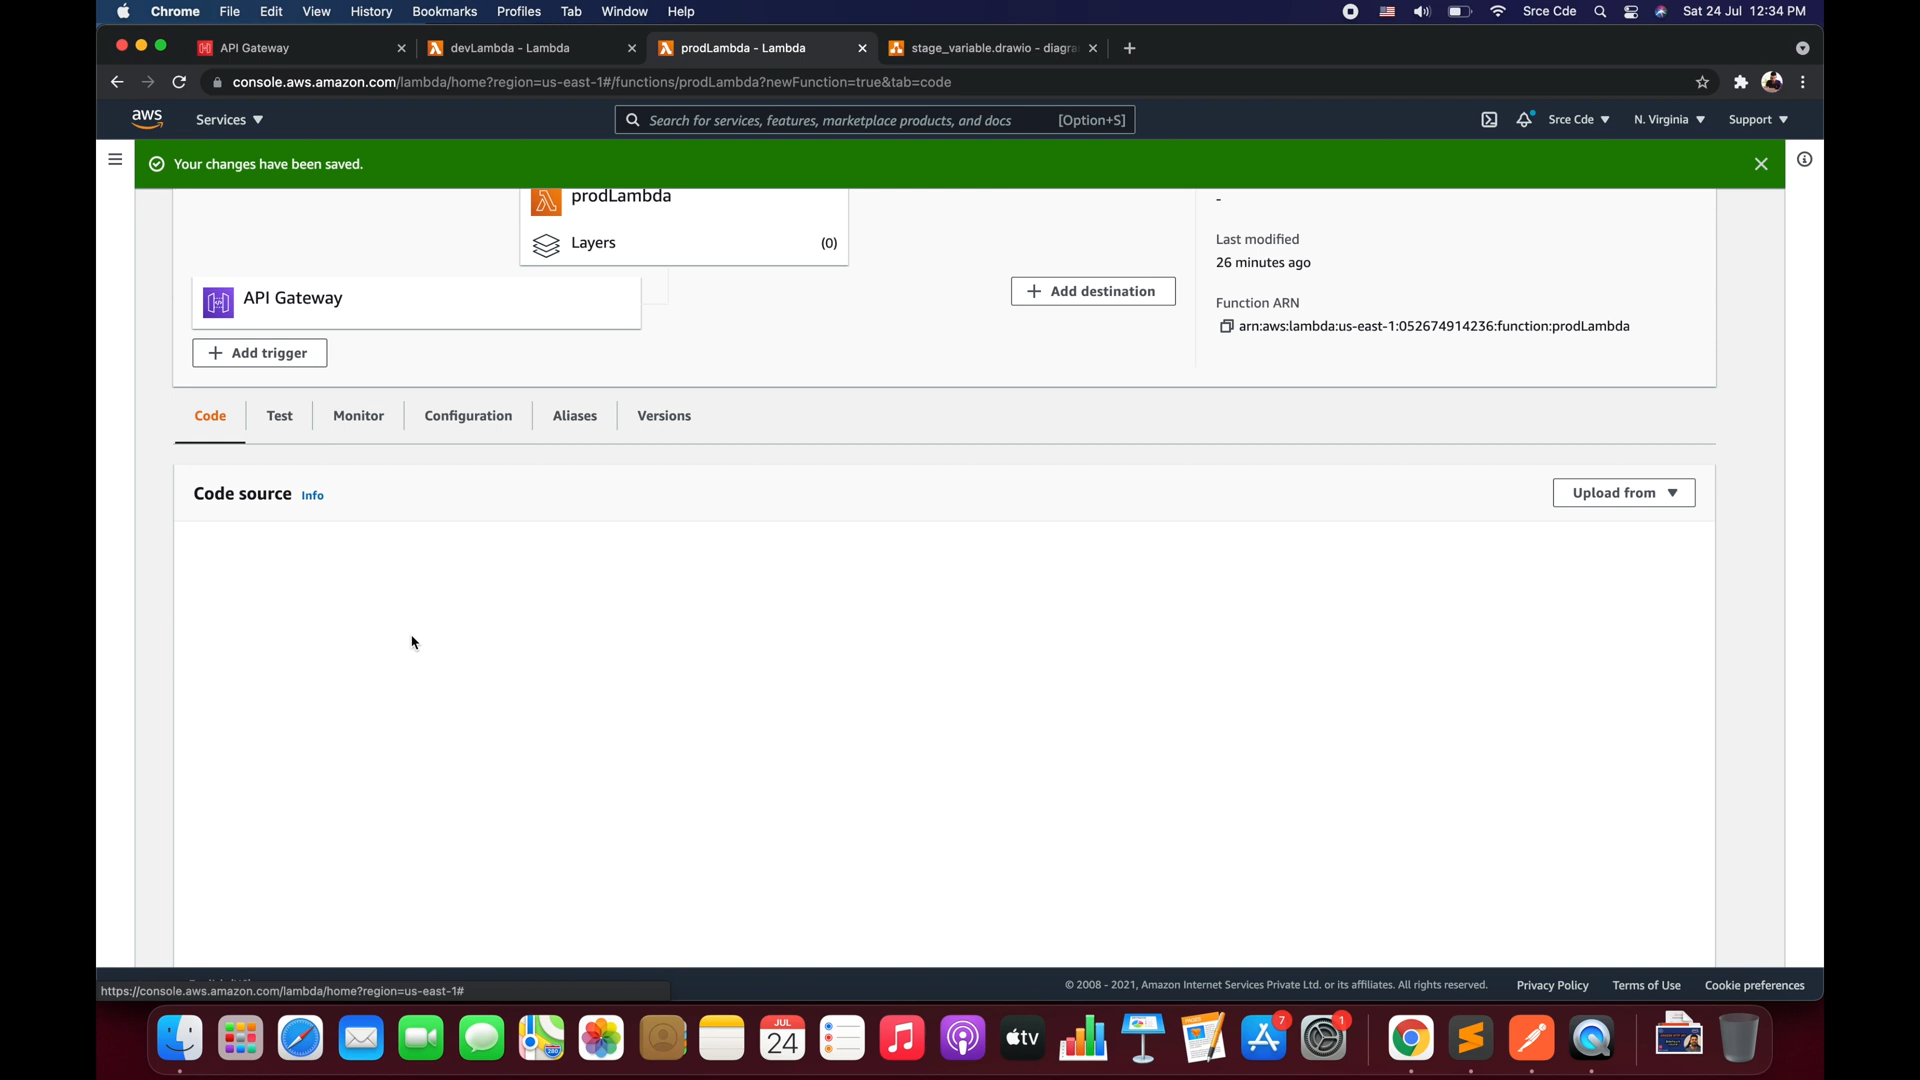 Chrome File Edit View History Bookmarks Profiles Tab Window Help Srce Cde Sat 24 Jul 12:34 PM
API Gateway devLambda - Lambda prodLambda - Lambda stage_variable.drawio - diagra
console.aws.amazon.com/lambda/home?region=us-east-1#/functions/prodLambda?newFunction=true&tab=code
aws Services Search for services, features, marketplace products, and docs [Option+S] Srce Cde N. Virginia Support
Your changes have been saved.
prodLambda
-
Layers (0)
Last modified
26 minutes ago
API Gateway
+ Add destination
Function ARN
arn:aws:lambda:us-east-1:052674914236:function:prodLambda
+ Add trigger
Code Test Monitor Configuration Aliases Versions
Code source Info Upload from
© 2008 - 2021, Amazon Internet Services Private Ltd. or its affiliates. All rights reserved. Privacy Policy Terms of Use Cookie preferences
https://console.aws.amazon.com/lambda/home?region=us-east-1#
JUL
24
tv
7
1
280